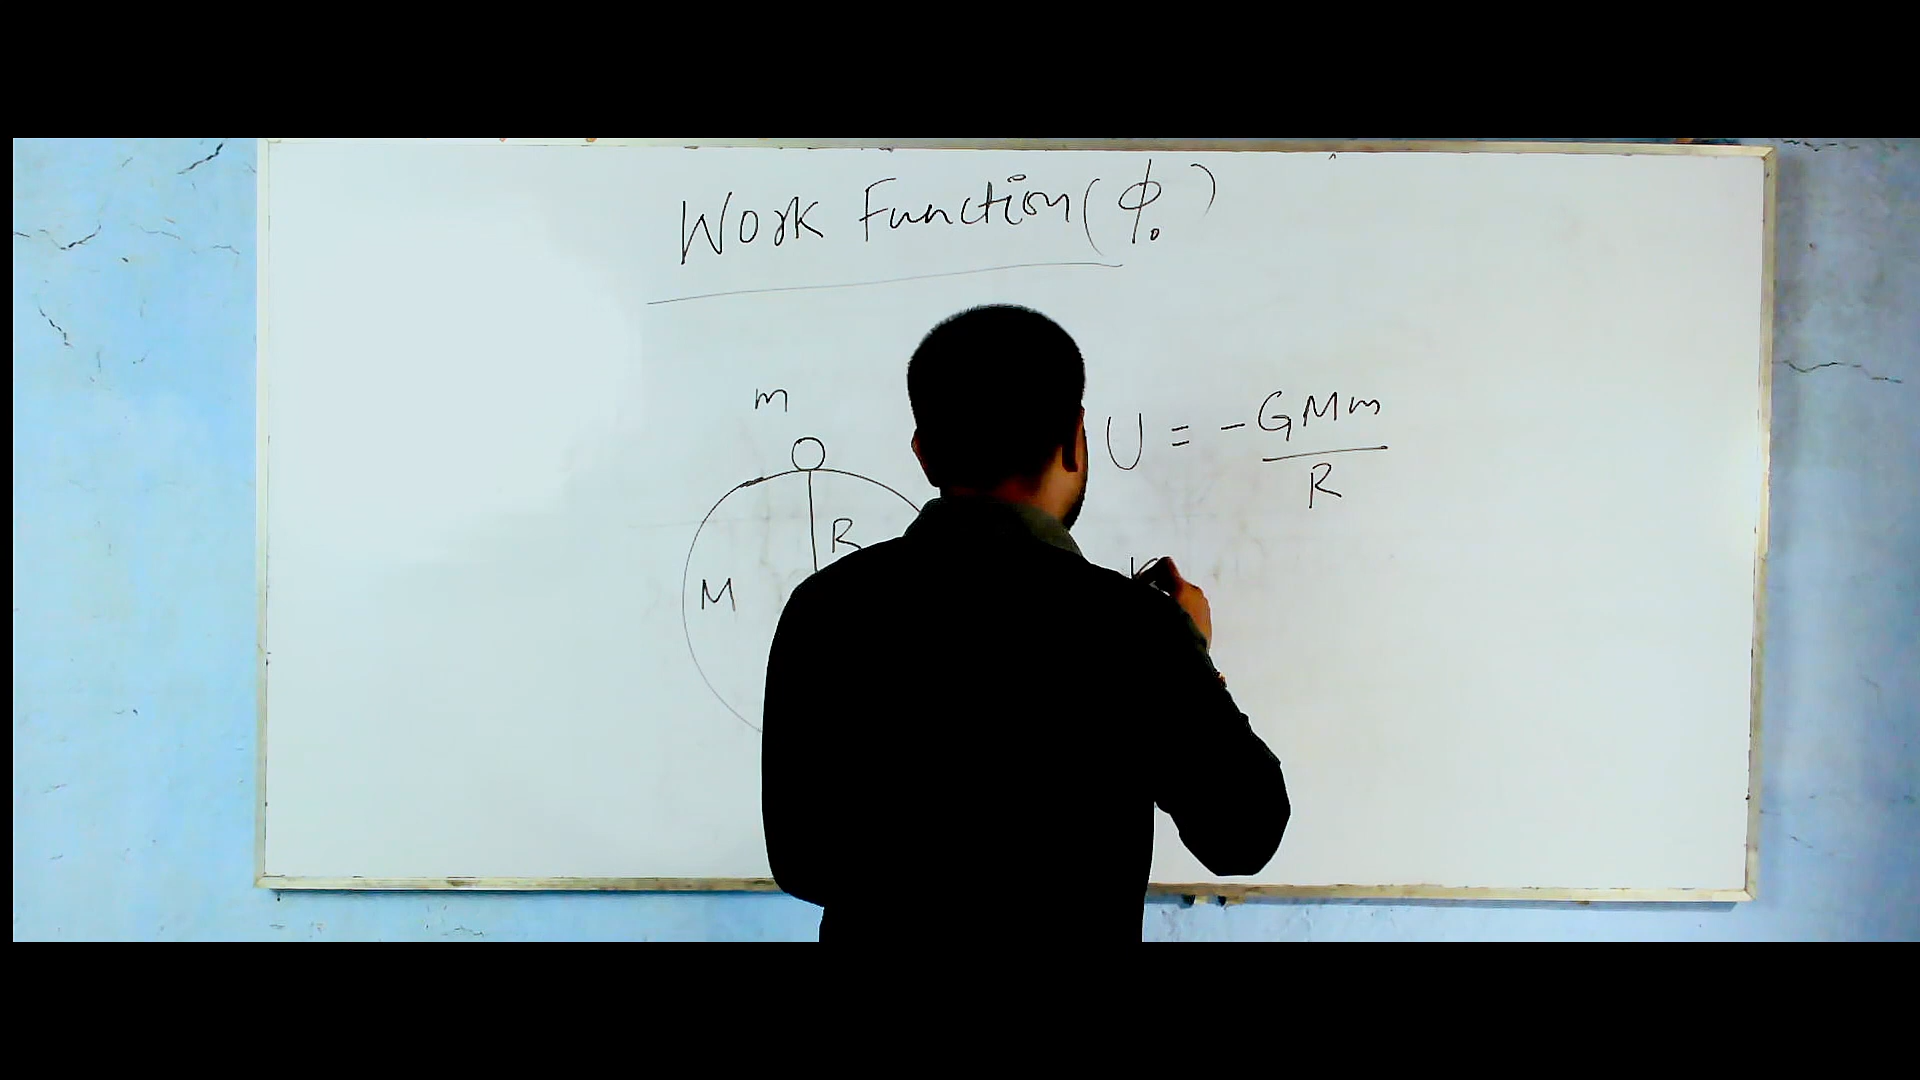 Work Function (ϕ₀)
m
U = -GMm
R
R
M